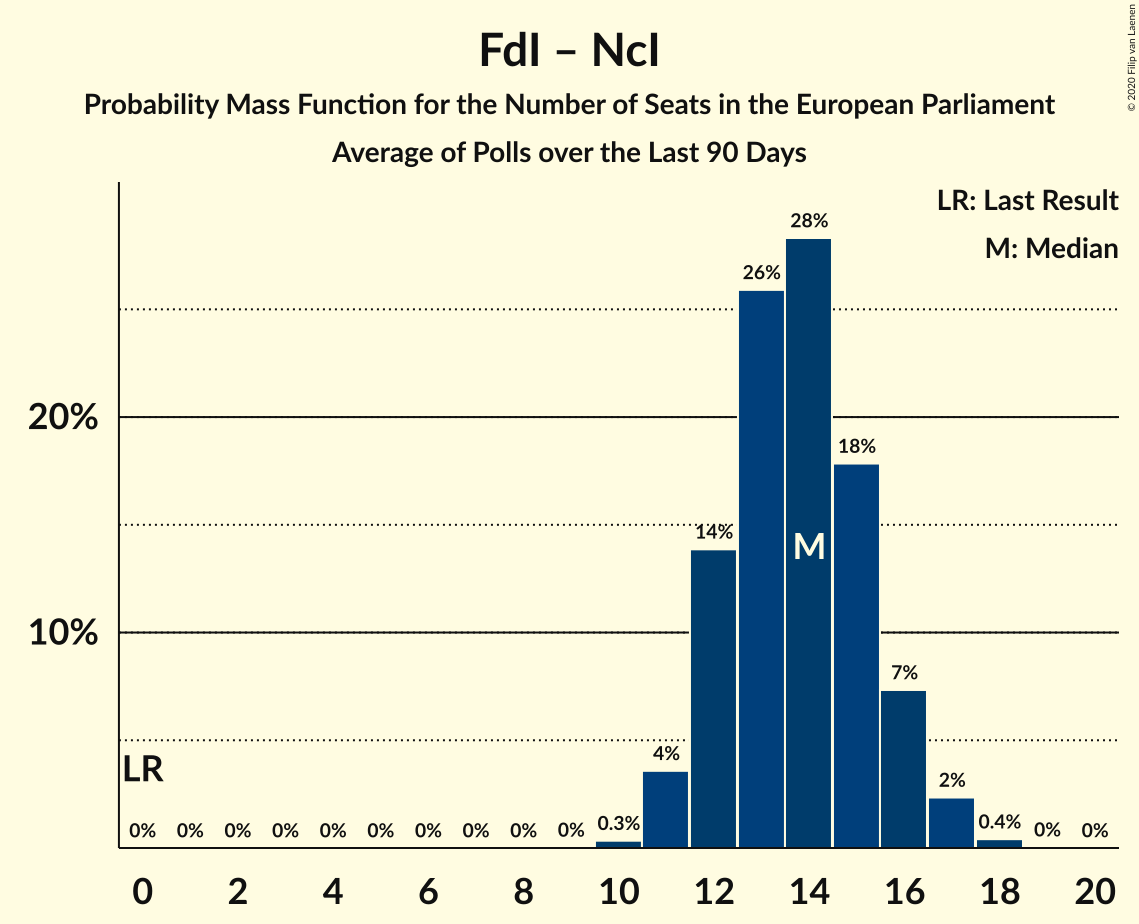 FdI – NcI
Probability Mass Function for the Number of Seats in the European Parliament
Average of Polls over the Last 90 Days
© 2020 Filip van Laenen
LR: Last Result
M: Median
20%
10%
LR
M
0% 0% 0% 0% 0% 0% 0% 0% 0% 0% 0.3% 4% 14% 26% 28% 18% 7% 2% 0.4% 0% 0%
0 2 4 6 8 10 12 14 16 18 20